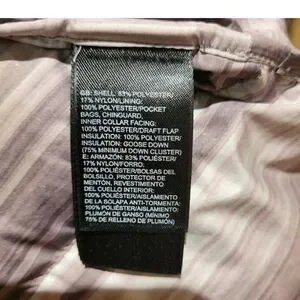 GB: SHELL: 83% POLYESTER/
17% NYLON/LINING:
100% POLYESTER/POCKET
BAGS, CHINGUARD,
INNER COLLAR FACING:
100% POLYESTER/DRAFT FLAP
INSULATION: 100% POLYESTER/
INSULATION: GOOSE DOWN
(75% MINIMUM DOWN CLUSTER)
E: ARMAZÓN: 83% POLIÉSTER/
17% NYLON/FORRO:
100% POLIÉSTER/BOLSAS DEL
BOLSILLO, PROTECTOR DE
MENTÓN, REVESTIMIENTO
DEL CUELLO INTERIOR:
100% POLIÉSTER/AISLAMIENTO
DE LA SOLAPA ANTI-TORMENTA:
100% POLIÉSTER/AISLAMIENTO:
PLUMÓN DE GANSO (MÍNIMO
75% DE RELLENO DE PLUMÓN)